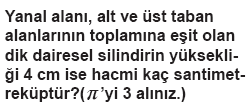 Yanal alanı, alt ve üst taban
alanlarının toplamına eşit olan
dik dairesel silindirin yüksekli-
ği 4 cm ise hacmi kaç santimet-
reküptür?(π'yi 3 alınız.)